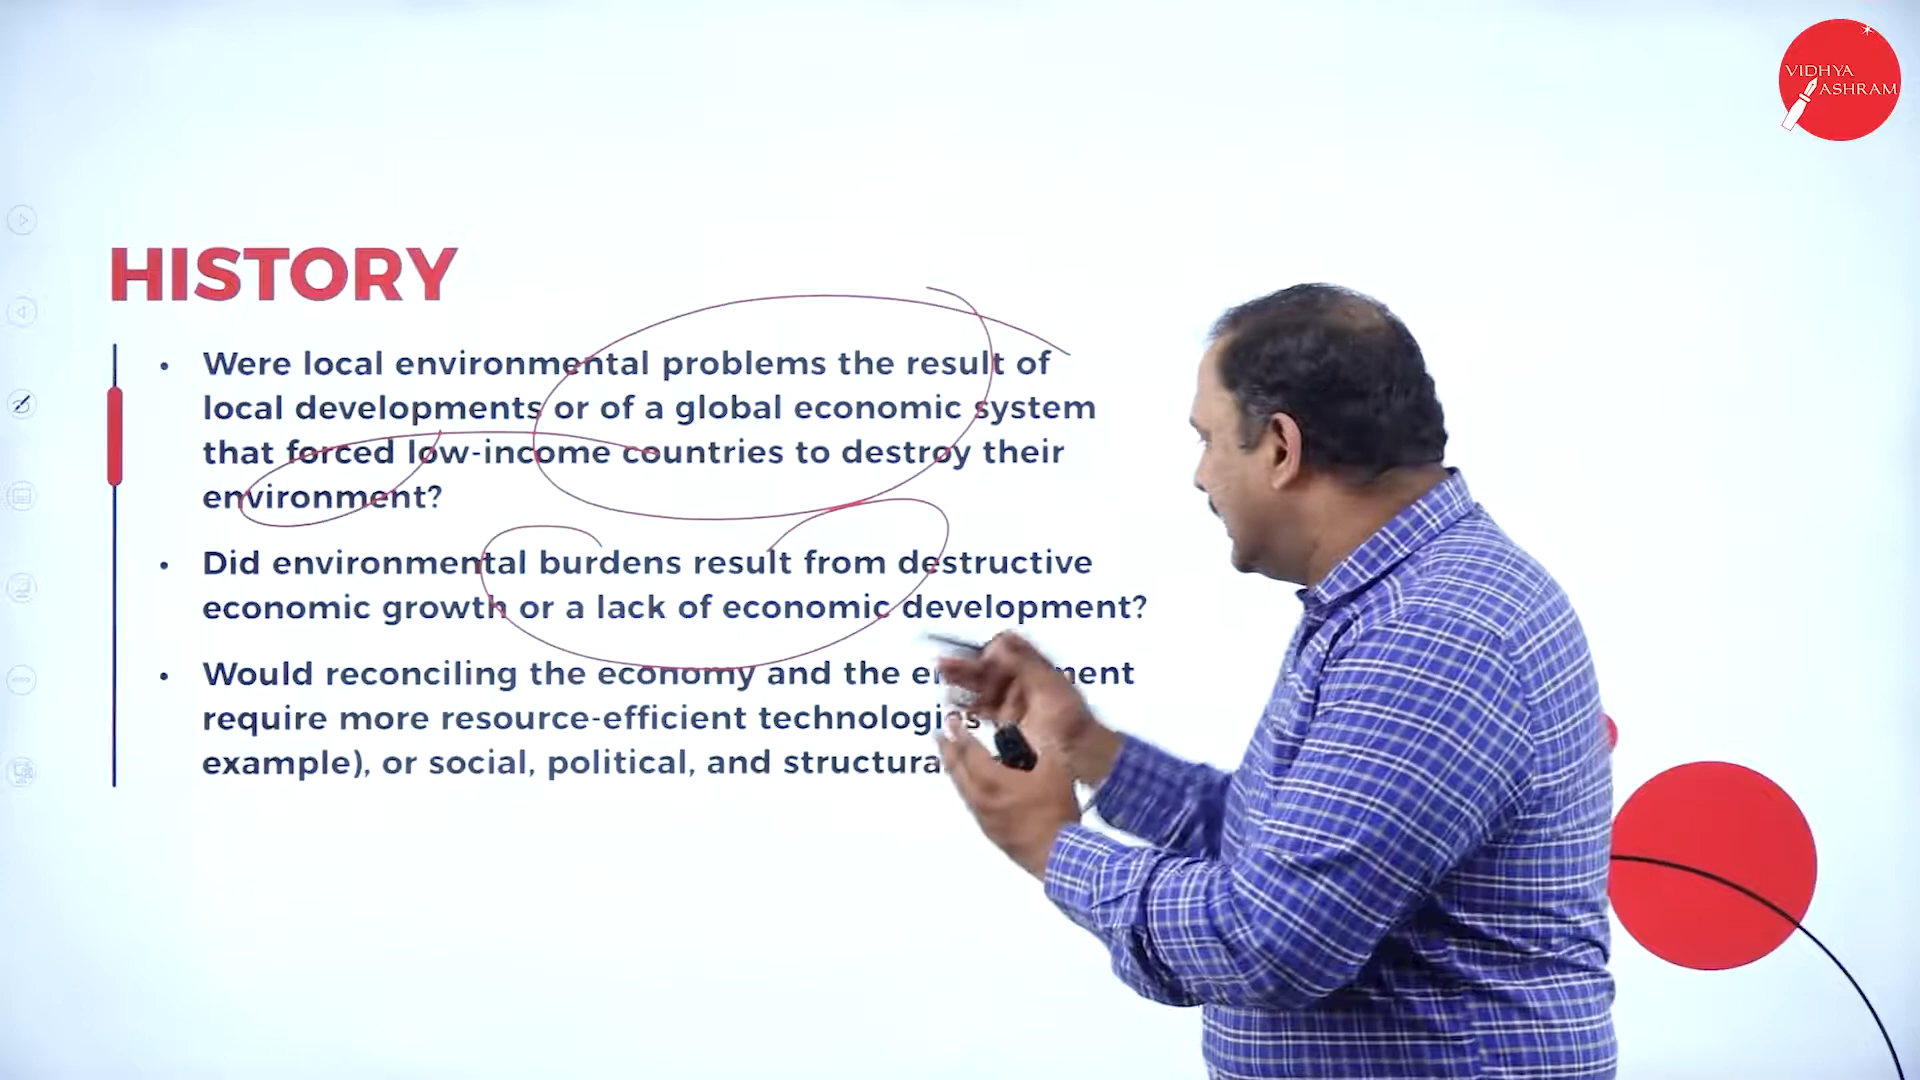 VIDHYA
ASHRAM
HISTORY
• Were local environmental problems the result of
local developments or of a global economic system
that forced low-income countries to destroy their
environment?
• Did environmental burdens result from destructive
economic growth or a lack of economic development?
• Would reconciling the economy and the
require more resource-efficient technologies
example), or social, political, and